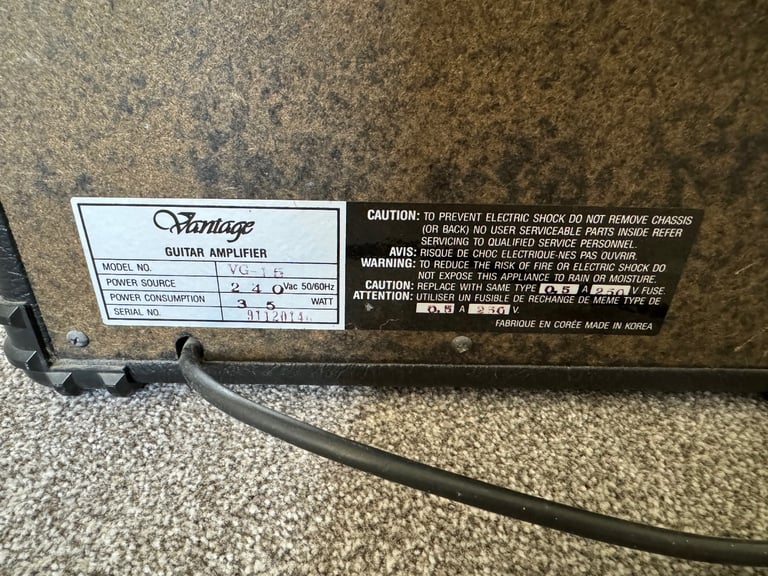 Vantage
GUITAR AMPLIFIER
MODEL NO. VG-15
POWER SOURCE 240 Vac 50/60Hz
POWER CONSUMPTION 35 WATT
SERIAL NO.
CAUTION: TO PREVENT ELECTRIC SHOCK DO NOT REMOVE CHASSIS
(OR BACK) NO USER SERVICEABLE PARTS INSIDE REFER
SERVICING TO QUALIFIED SERVICE PERSONNEL.
AVIS: RISQUE DE CHOC ELECTRIQUE-NES PAS OUVRIR.
WARNING: TO REDUCE THE RISK OF FIRE OR ELECTRIC SHOCK DO
NOT EXPOSE THIS APPLIANCE TO RAIN OR MOISTURE.
CAUTION: REPLACE WITH SAME TYPE 0.5 A 250 V FUSE.
ATTENTION: UTILISER UN FUSIBLE DE RECHANGE DE MEME TYPE DE
0.5 A 250 V.
FABRIQUE EN CORÉE MADE IN KOREA